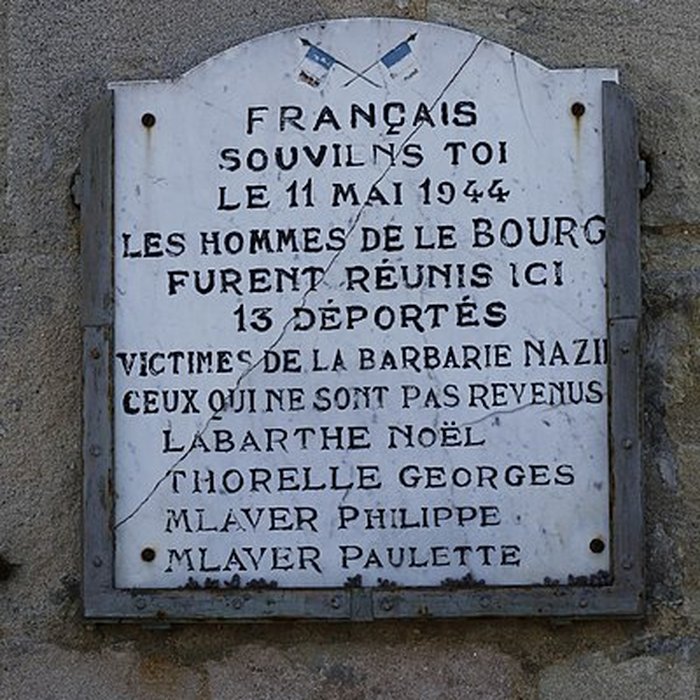 FRANÇAIS
SOUVIENS TOI
LE 11 MAI 1944
LES HOMMES DE LE BOURG
FURENT RÉUNIS ICI
13 DÉPORTÉS
VICTIMES DE LA BARBARIE NAZIE
CEUX QUI NE SONT PAS REVENUS
LABARTHE NOËL
THORELLE GEORGES
MLAVER PHILIPPE
MLAVER PAULETTE